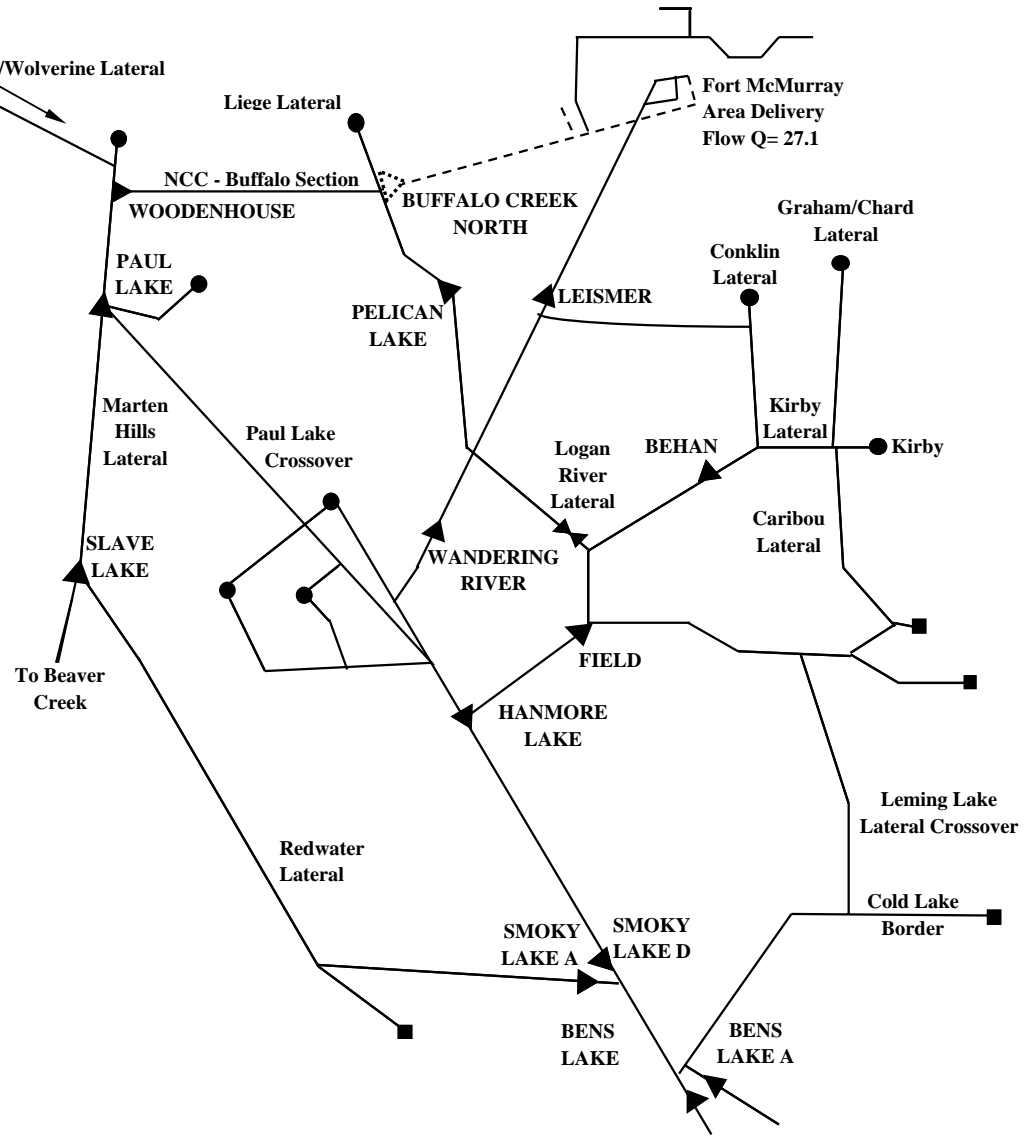 /Wolverine Lateral
Liege Lateral
Fort McMurray
Area Delivery
Flow Q= 27.1
NCC - Buffalo Section
WOODENHOUSE
BUFFALO CREEK
NORTH
Graham/Chard
Lateral
Conklin
Lateral
PAUL
LAKE
LEISMER
PELICAN
LAKE
Marten
Hills
Lateral
Paul Lake
Crossover
Logan
River
Lateral
BEHAN
Kirby
Lateral
Kirby
Caribou
Lateral
SLAVE
LAKE
WANDERING
RIVER
To Beaver
Creek
FIELD
HANMORE
LAKE
Leming Lake
Lateral Crossover
Redwater
Lateral
Cold Lake
Border
SMOKY
LAKE A
SMOKY
LAKE D
BENS
LAKE
BENS
LAKE A